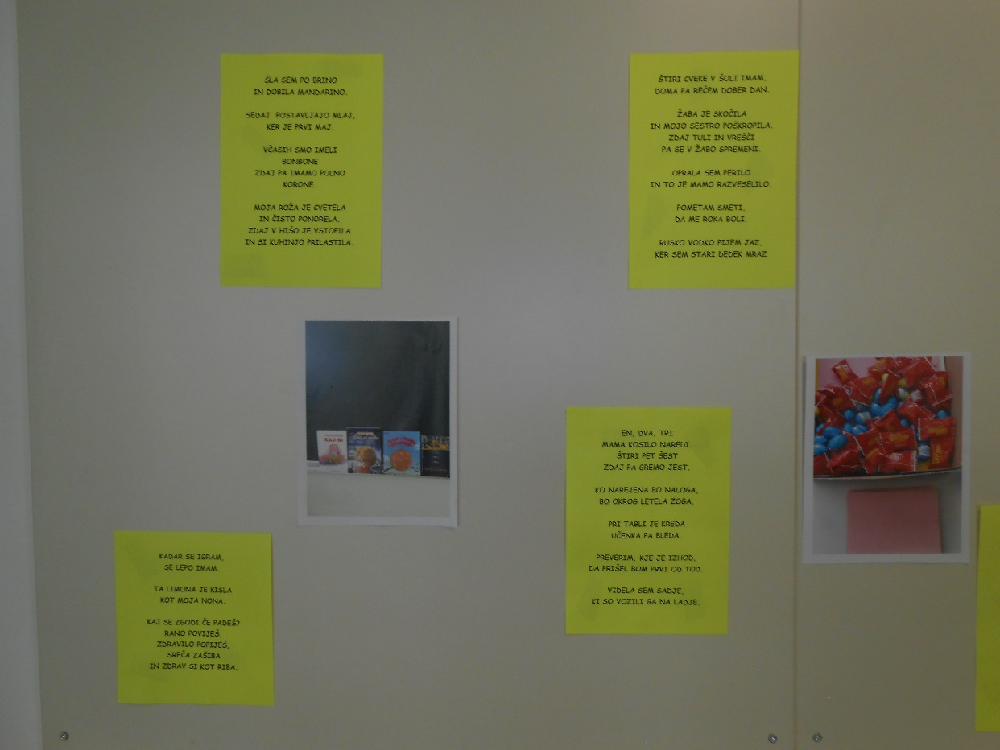 ŠLA SEM PO BRINO
IN DOBILA MANDARINO.
SEDAJ POSTAVLJAJO MLAJ,
KER JE PRVI MAJ.
VČASIH SMO IMELI
BONBONE
ZDAJ PA IMAMO POLNO
KORONE.
MOJA ROŽA JE CVETELA
IN ČISTO PONORELA.
ZDAJ V HIŠO JE VSTOPILA
IN SI KUHINJO PRILASTILA.
ŠTIRI CVEKE V ŠOLI IMAM,
DOMA PA REČEM DOBER DAN.
ŽABA JE SKOČILA
IN MOJO SESTRO POŠKROPILA.
ZDAJ TULI IN VREŠČI
PA SE V ŽABO SPREMENI.
OPRALA SEM PERILO
IN TO JE MAMO RAZVESELILO.
POMETAM SMETI,
DA ME ROKA BOLI.
RUSKO VODKO PIJEM JAZ,
KER SEM STARI DEDEK MRAZ
RAD BI
EN, DVA, TRI
MAMA KOSILO NAREDI.
ŠTIRI PET ŠEST
ZDAJ PA GREMO JEST.
KO NAREJENA BO NALOGA,
BO OKROG LETELA ŽOGA.
PRI TABLI JE KREDA
UČENKA PA BLEDA.
PREVERIM, KJE JE IZHOD,
DA PRIŠEL BOM PRVI OD TOD.
VIDELA SEM SADJE,
KI SO VOZILI GA NA LADJE.
KADAR SE IGRAM,
SE LEPO IMAM.
TA LIMONA JE KISLA
KOT MOJA NONA.
KAJ SE ZGODI ČE PADEŠ?
RANO POVIJEŠ,
ZDRAVILO POPIJEŠ,
SREČA ZAŠIBA
IN ZDRAV SI KOT RIBA.